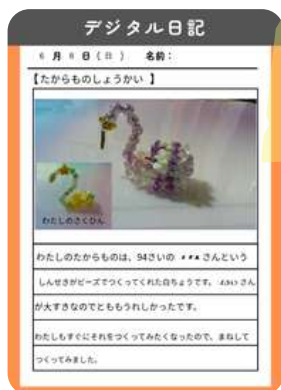 デジタル日記
6 月 6 日(日) 名前:
【たからものしょうかい 】
わたしのさくひん
わたしのたからものは、94さいの さんという
しんせきがビーズでつくってくれた白ちょうです。 さん
が大すきなのでとももうれしかったです。
わたしもすぐにそれをつくってみたくなったので、まねして
つくってみました。